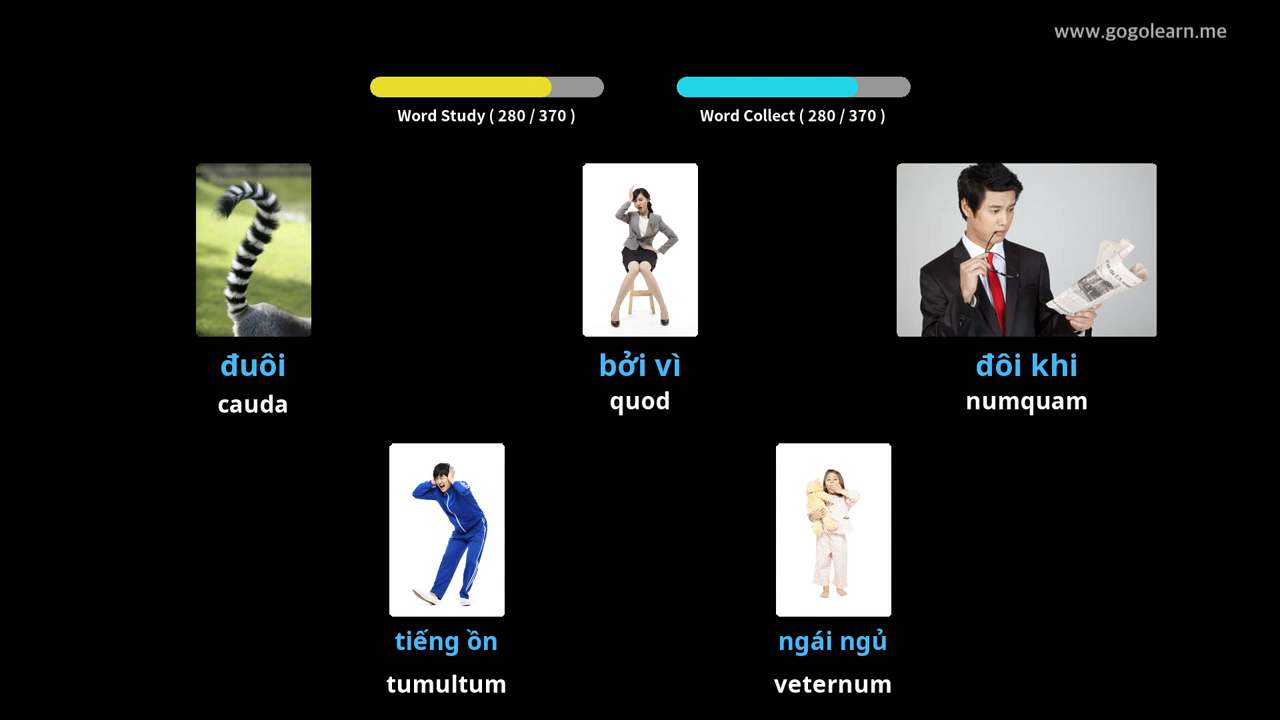 www.gogolearn.me
Word Study ( 280 / 370 )
Word Collect ( 280 / 370 )
đuôi
cauda
bởi vì
quod
đôi khi
numquam
tiếng ồn
tumultum
ngái ngủ
veternum